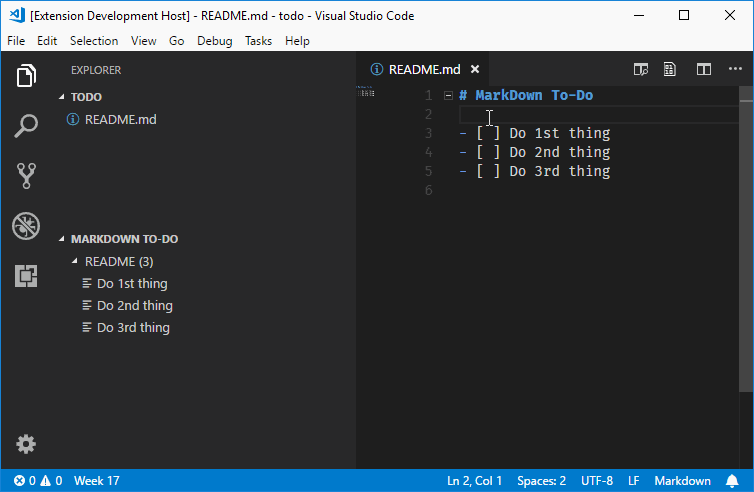 [Extension Development Host] - README.md - todo - Visual Studio Code
File Edit Selection View Go Debug Tasks Help
EXPLORER
TODO
README.md
MARKDOWN TO-DO
README (3)
Do 1st thing
Do 2nd thing
Do 3rd thing
README.md
1 # MarkDown To-Do
2
3 - [ ] Do 1st thing
4 - [ ] Do 2nd thing
5 - [ ] Do 3rd thing
6
0 0 Week 17 Ln 2, Col 1 Spaces: 2 UTF-8 LF Markdown